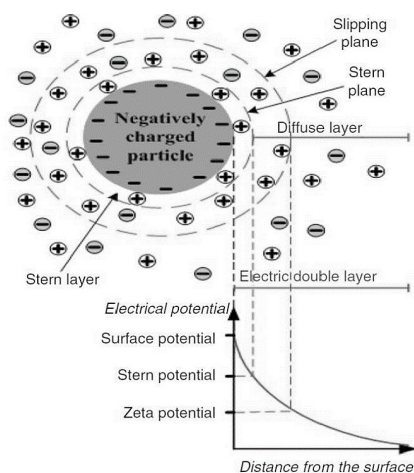 Slipping
plane
Stern
plane
Negatively
charged
particle
Diffuse layer
Stern layer
Electric double layer
Electrical potential
Surface potential
Stern potential
Zeta potential
Distance from the surface